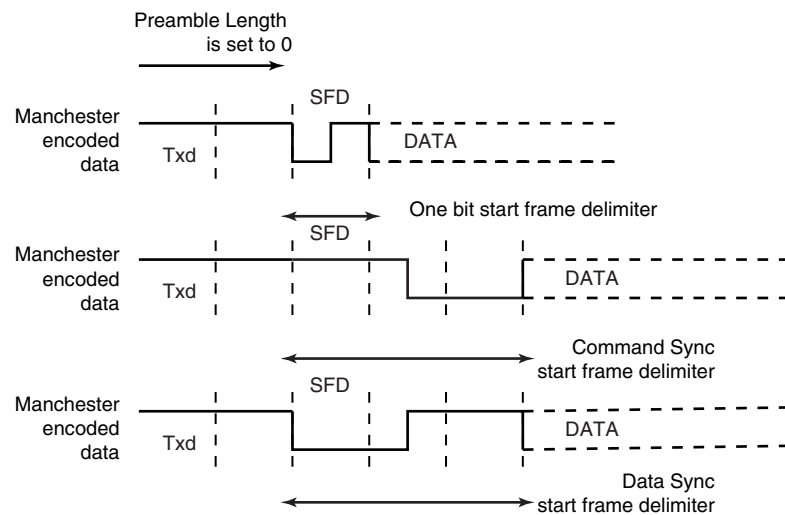 Preamble Length
is set to 0
SFD
Manchester
encoded
data
Txd
DATA
One bit start frame delimiter
SFD
Manchester
encoded
data
Txd
DATA
Command Sync
start frame delimiter
SFD
Manchester
encoded
data
Txd
DATA
Data Sync
start frame delimiter